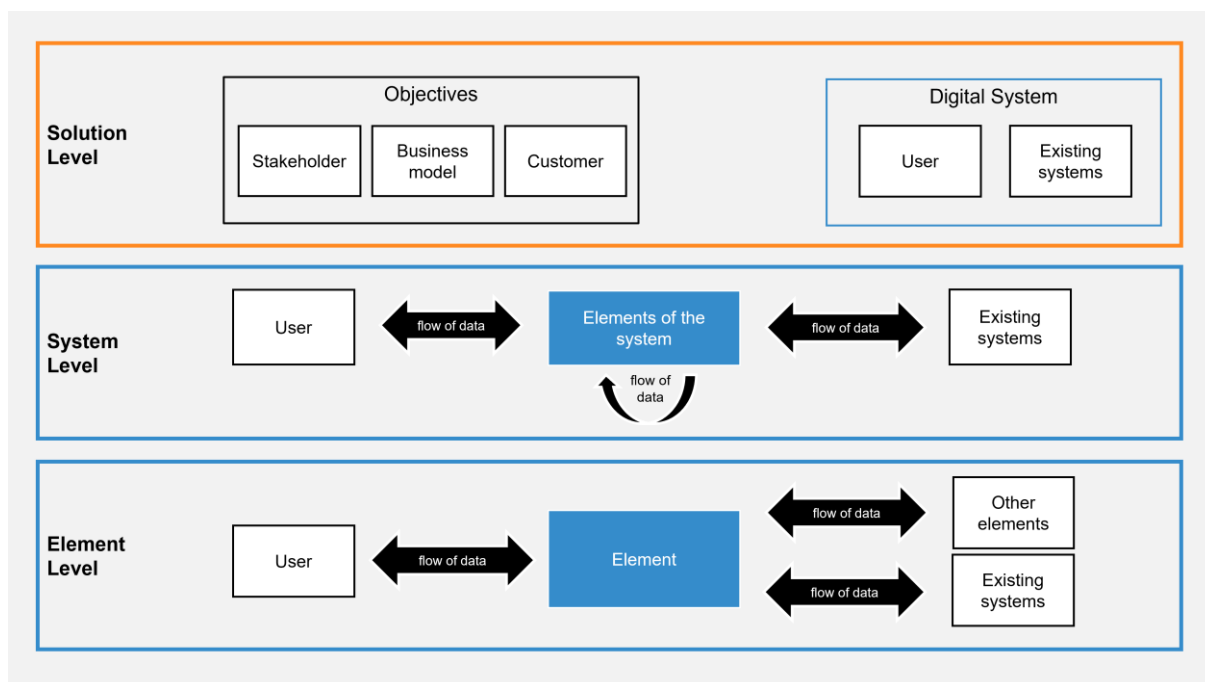 Solution
Level
Objectives
Stakeholder
Business
model
Customer
Digital System
User
Existing
systems
System
Level
User
flow of data
Elements of the
system
flow of
data
flow of data
Existing
systems
Element
Level
User
flow of data
Element
flow of data
Other
elements
flow of data
Existing
systems